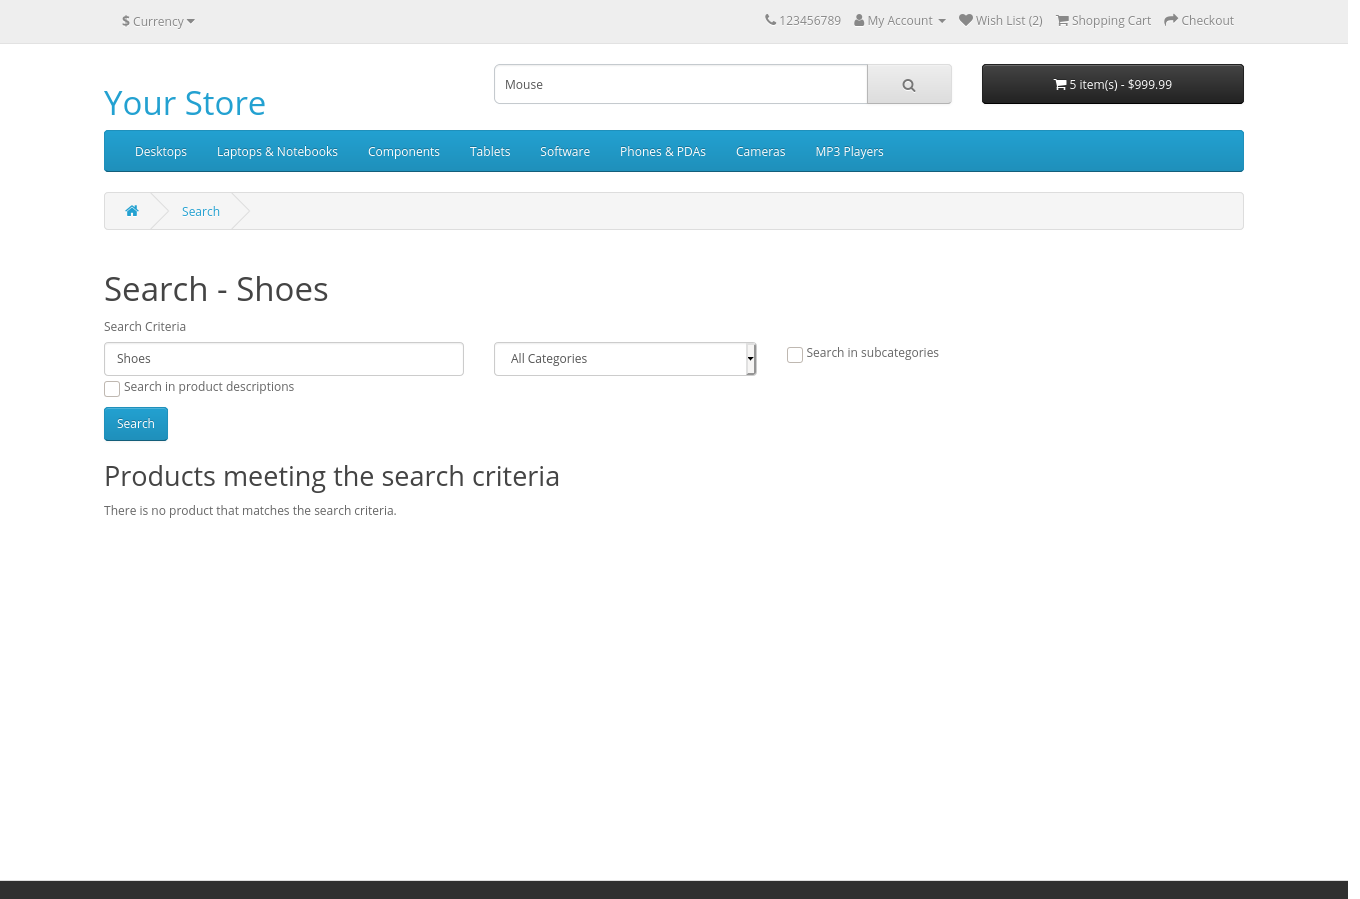 $ Currency
123456789 My Account Wish List (2) Shopping Cart Checkout
Your Store
Mouse
5 item(s) - $999.99
Desktops Laptops & Notebooks Components Tablets Software Phones & PDAs Cameras MP3 Players
Search
Search - Shoes
Search Criteria
Shoes
All Categories
Search in subcategories
Search in product descriptions
Search
Products meeting the search criteria
There is no product that matches the search criteria.